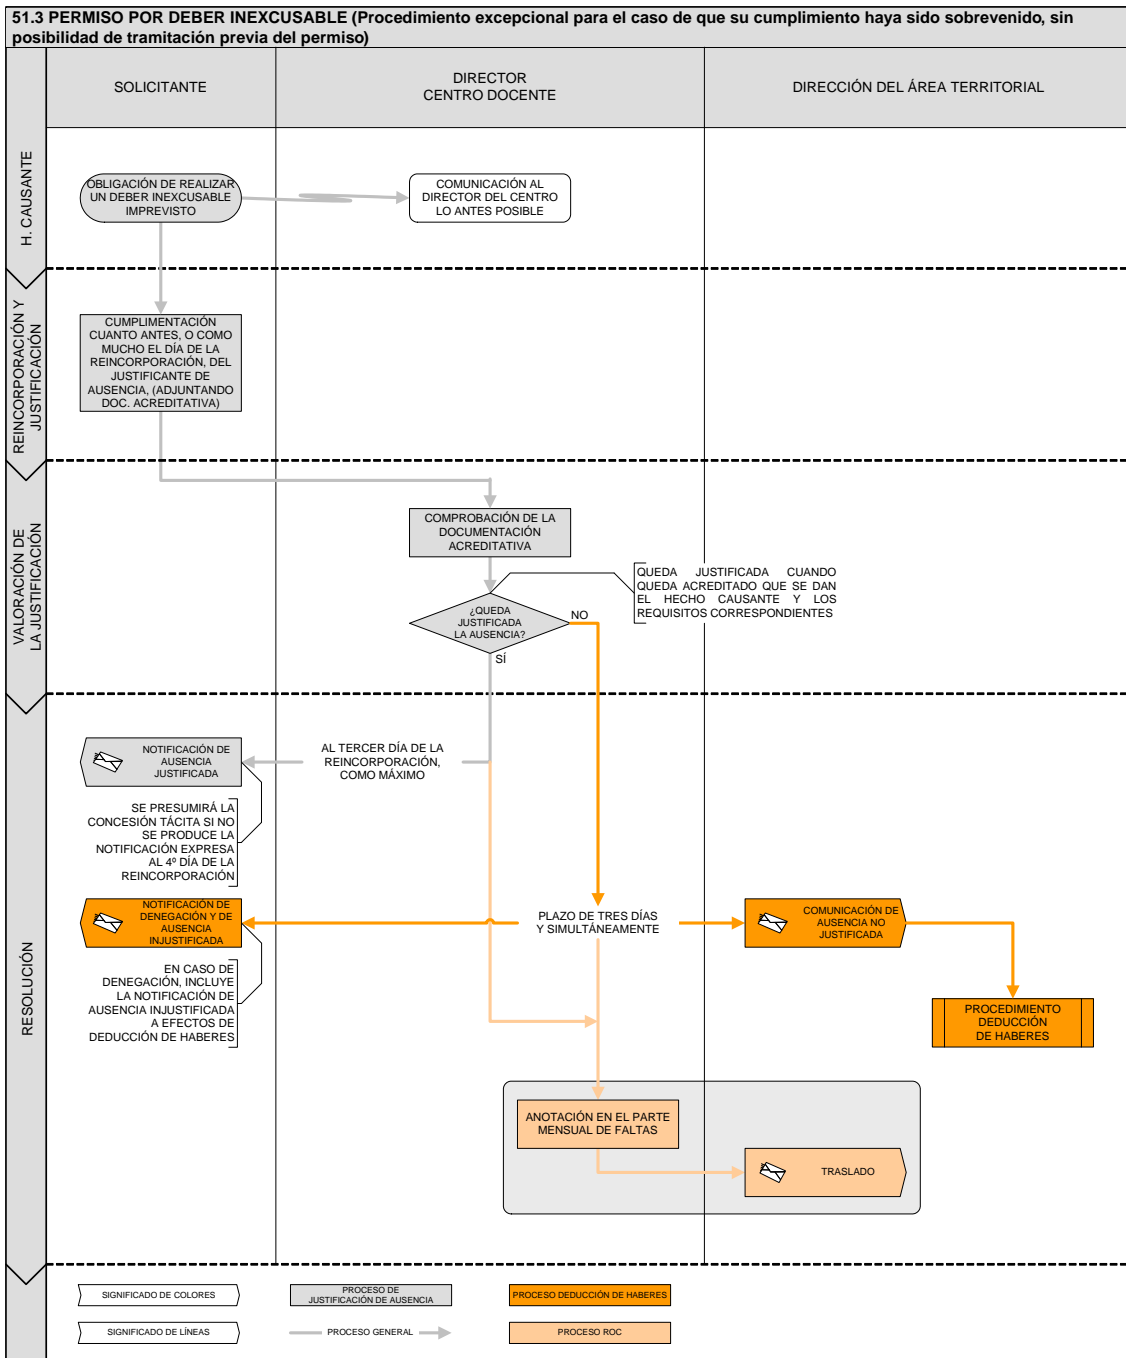 51.3 PERMISO POR DEBER INEXCUSABLE (Procedimiento excepcional para el caso de que su cumplimiento haya sido sobrevenido, sin
posibilidad de tramitación previa del permiso)
SOLICITANTE
DIRECTOR
CENTRO DOCENTE
DIRECCIÓN DEL ÁREA TERRITORIAL
H. CAUSANTE
OBLIGACIÓN DE REALIZAR
UN DEBER INEXCUSABLE
IMPREVISTO
COMUNICACIÓN AL
DIRECTOR DEL CENTRO
LO ANTES POSIBLE
REINCORPORACIÓN Y
JUSTIFICACIÓN
CUMPLIMENTACIÓN
CUANTO ANTES, O COMO
MUCHO EL DÍA DE LA
REINCORPORACIÓN, DEL
JUSTIFICANTE DE
AUSENCIA, (ADJUNTANDO
DOC. ACREDITATIVA)
VALORACIÓN DE
LA JUSTIFICACIÓN
COMPROBACIÓN DE LA
DOCUMENTACIÓN
ACREDITATIVA
QUEDA JUSTIFICADA CUANDO
QUEDA ACREDITADO QUE SE DAN
EL HECHO CAUSANTE Y LOS
REQUISITOS CORRESPONDIENTES
¿QUEDA
JUSTIFICADA
LA AUSENCIA?
NO
SÍ
RESOLUCIÓN
NOTIFICACIÓN DE
AUSENCIA
JUSTIFICADA
AL TERCER DÍA DE LA
REINCORPORACIÓN,
COMO MÁXIMO
SE PRESUMIRÁ LA
CONCESIÓN TÁCITA SI NO
SE PRODUCE LA
NOTIFICACIÓN EXPRESA
AL 4º DÍA DE LA
REINCORPORACIÓN
NOTIFICACIÓN DE
DENEGACIÓN Y DE
AUSENCIA
INJUSTIFICADA
PLAZO DE TRES DÍAS
Y SIMULTÁNEAMENTE
COMUNICACIÓN DE
AUSENCIA NO
JUSTIFICADA
EN CASO DE
DENEGACIÓN, INCLUYE
LA NOTIFICACIÓN DE
AUSENCIA INJUSTIFICADA
A EFECTOS DE
DEDUCCIÓN DE HABERES
PROCEDIMIENTO
DEDUCCIÓN
DE HABERES
ANOTACIÓN EN EL PARTE
MENSUAL DE FALTAS
TRASLADO
SIGNIFICADO DE COLORES
PROCESO DE
JUSTIFICACIÓN DE AUSENCIA
PROCESO DEDUCCIÓN DE HABERES
SIGNIFICADO DE LÍNEAS
PROCESO GENERAL
PROCESO ROC